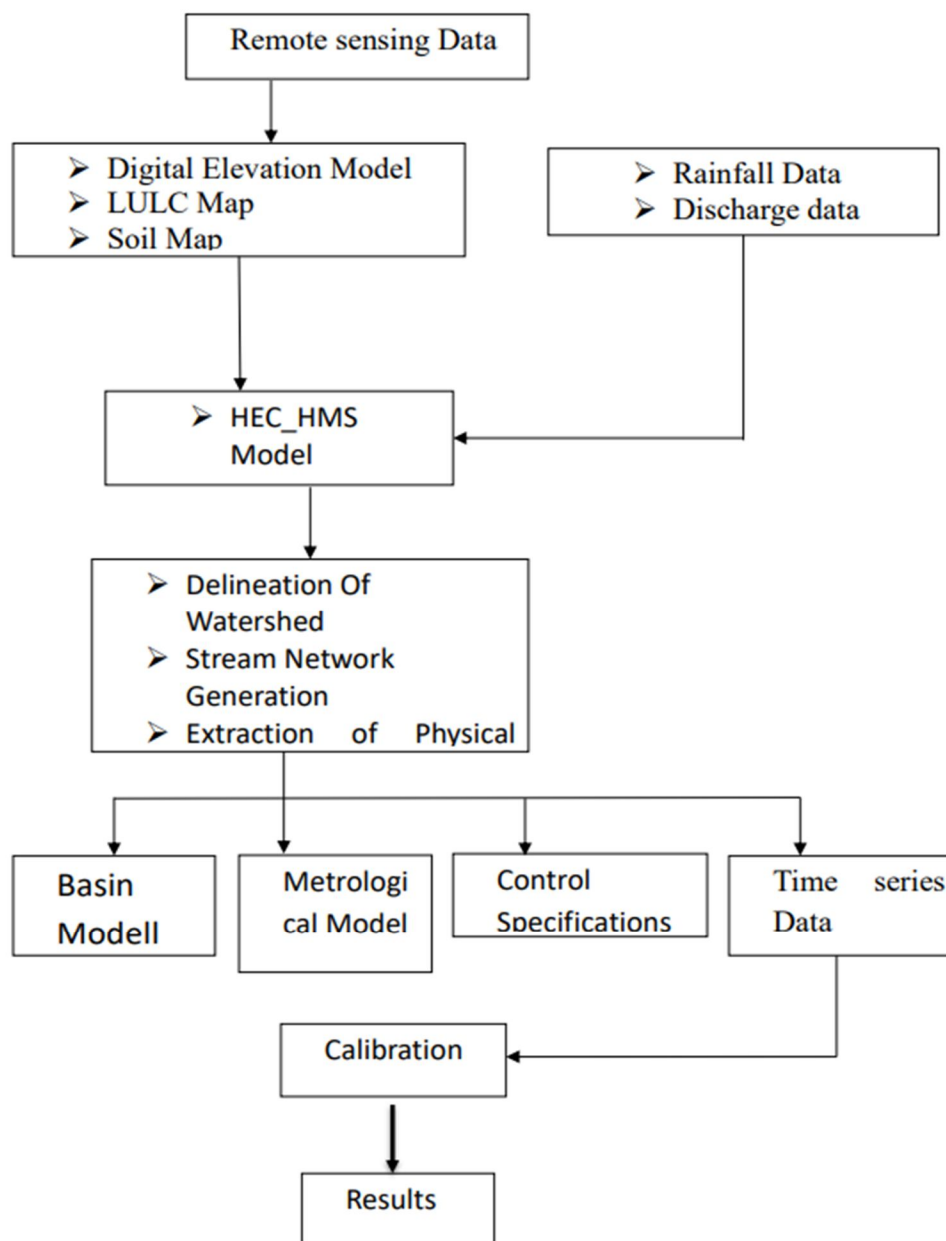 Remote sensing Data
➢ Digital Elevation Model
➢ LULC Map
➢ Soil Map
➢ Rainfall Data
➢ Discharge data
➢ HEC_HMS
Model
➢ Delineation Of
Watershed
➢ Stream Network
Generation
➢ Extraction of Physical
Basin
Modell
Metrologi
cal Model
Control
Specifications
Time series
Data
Calibration
Results